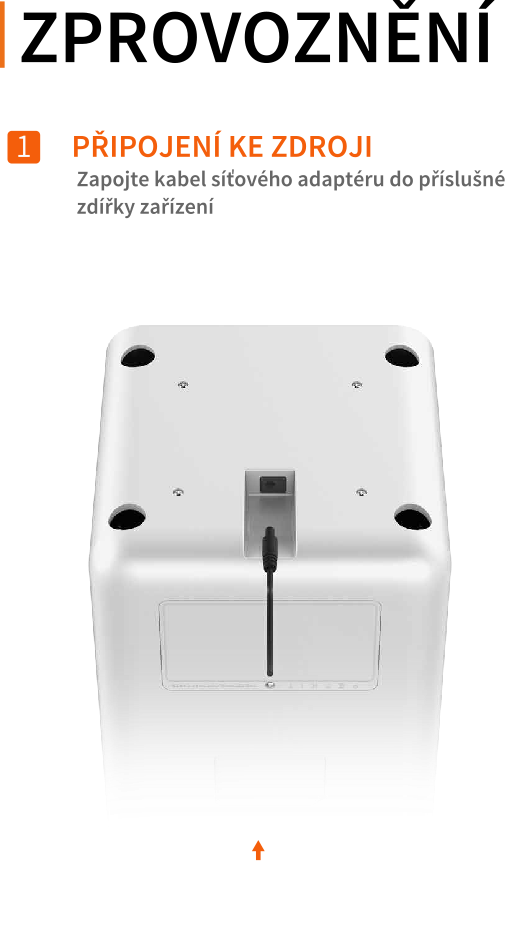 ZPROVOZNĚNÍ
1 PŘIPOJENÍ KE ZDROJI
Zapojte kabel síťového adaptéru do příslušné
zdířky zařízení